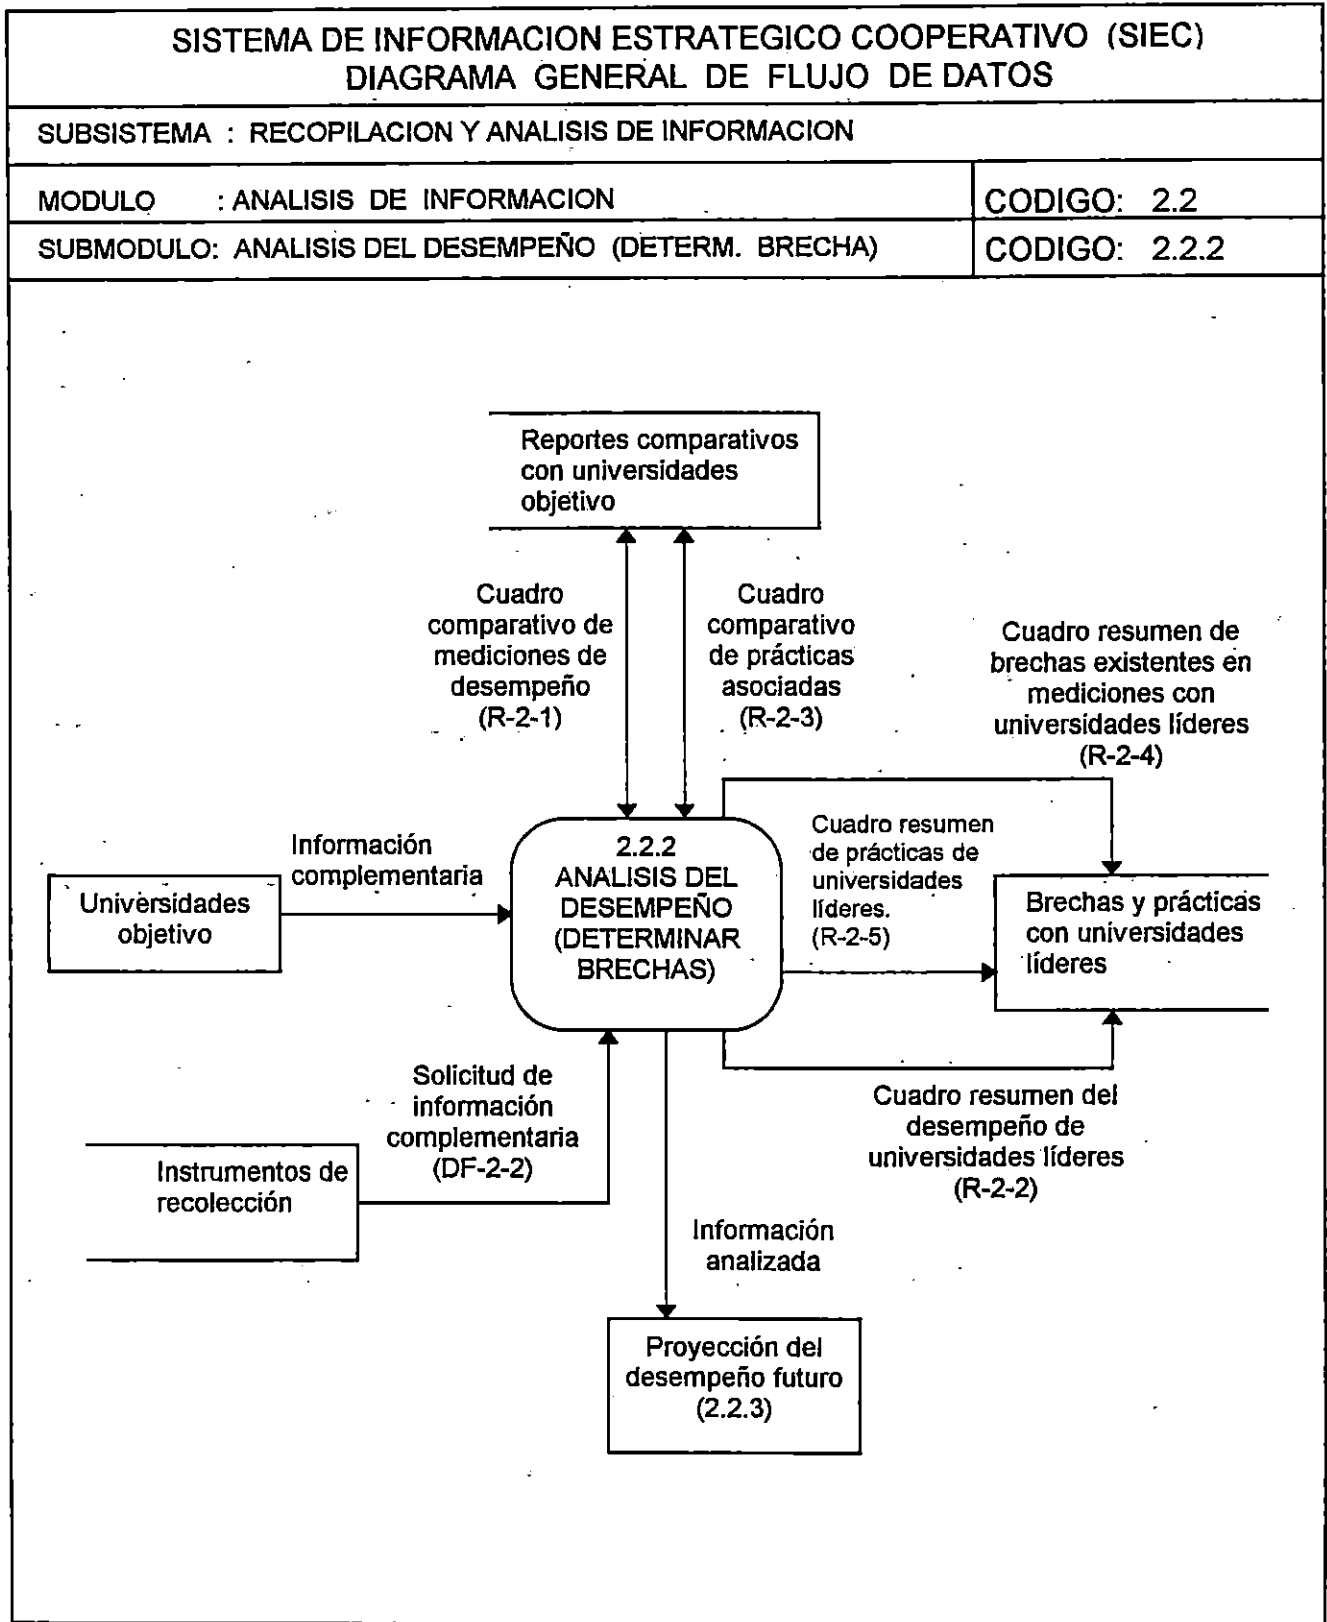 SISTEMA DE INFORMACION ESTRATEGICO COOPERATIVO (SIEC)
DIAGRAMA GENERAL DE FLUJO DE DATOS
SUBSISTEMA : RECOPILACION Y ANALISIS DE INFORMACION
MODULO : ANALISIS DE INFORMACION
CODIGO: 2.2
SUBMODULO: ANALISIS DEL DESEMPEÑO (DETERM. BRECHA)
CODIGO: 2.2.2
Reportes comparativos
con universidades
objetivo
Cuadro
comparativo de
mediciones de
desempeño
(R-2-1)
Cuadro
comparativo
de prácticas
asociadas
(R-2-3)
Cuadro resumen de
brechas existentes en
mediciones con
universidades líderes
(R-2-4)
Información
complementaria
Universidades
objetivo
2.2.2
ANALISIS DEL
DESEMPEÑO
(DETERMINAR
BRECHAS)
Cuadro resumen
de prácticas de
universidades
líderes.
(R-2-5)
Brechas y prácticas
con universidades
líderes
Solicitud de
información
complementaria
(DF-2-2)
Instrumentos de
recolección
Cuadro resumen del
desempeño de
universidades líderes
(R-2-2)
Información
analizada
Proyección del
desempeño futuro
(2.2.3)